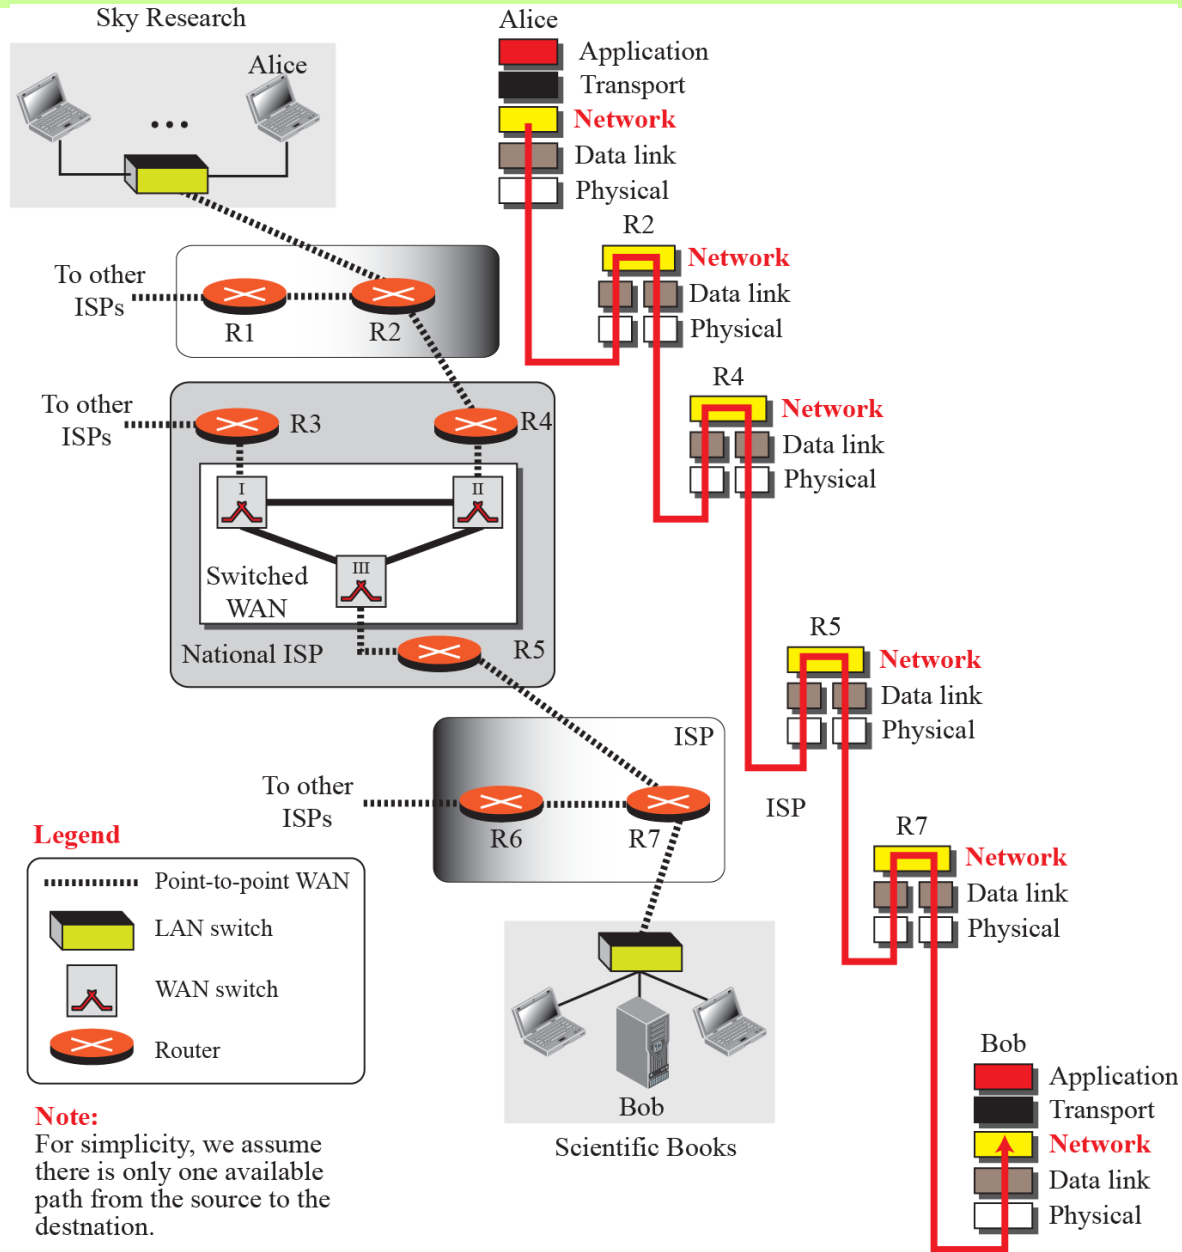 Sky Research
Alice
To other
ISPs
R1
R2
To other
ISPs
R3
R4
I
II
III
Switched
WAN
National ISP
R5
ISP
To other
ISPs
R6
R7
Bob
Scientific Books
Legend
Point-to-point WAN
LAN switch
WAN switch
Router
Note:
For simplicity, we assume
there is only one available
path from the source to the
destnation.
Alice
Application
Transport
Network
Data link
Physical
R2
Network
Data link
Physical
R4
Network
Data link
Physical
R5
Network
Data link
Physical
ISP
R7
Network
Data link
Physical
Bob
Application
Transport
Network
Data link
Physical